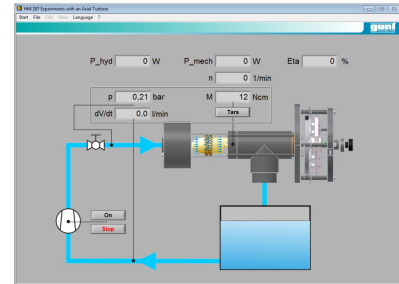 HM 287 Experiments with an Axial Turbine
Start File Edit View Language ?
gunt
P_hyd 0 W P_mech 0 W Eta 0 %
n 0 1/min
p 0,21 bar M 12 Ncm
dV/dt 0,0 l/min Tara
On
Stop